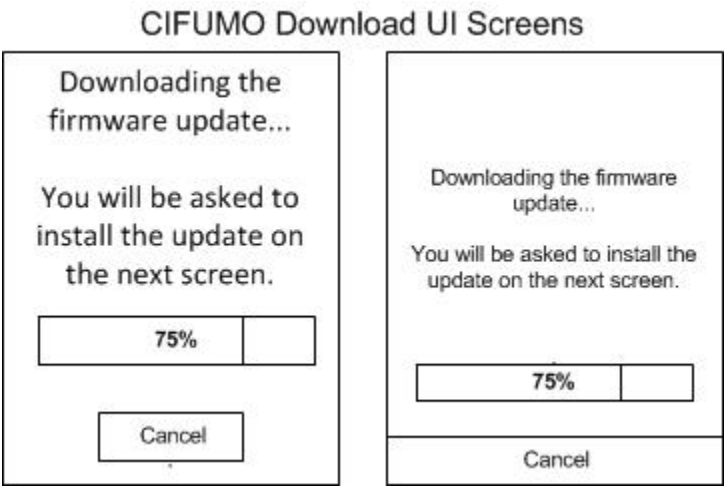 CIFUMO Download UI Screens
Downloading the
firmware update...
You will be asked to
install the update on
the next screen.
75%
Cancel
Downloading the firmware
update...
You will be asked to install the
update on the next screen.
75%
Cancel